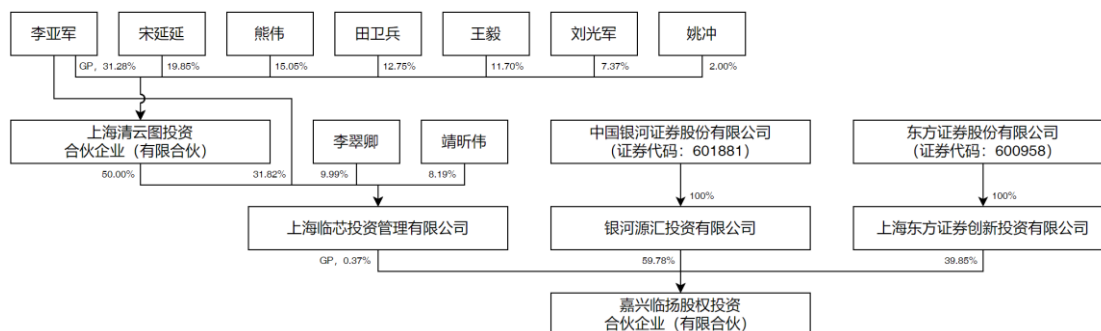 李亚军
宋延延
熊伟
田卫兵
王毅
刘光军
姚冲
GP，31.28%
19.85%
15.05%
12.75%
11.70%
7.37%
2.00%
上海清云图投资
合伙企业（有限合伙）
李翠卿
靖昕伟
中国银河证券股份有限公司
（证券代码：601881）
东方证券股份有限公司
（证券代码：600958）
50.00%
31.82%
9.99%
8.19%
100%
100%
上海临芯投资管理有限公司
银河源汇投资有限公司
上海东方证券创新投资有限公司
GP，0.37%
59.78%
39.85%
嘉兴临扬股权投资
合伙企业（有限合伙）